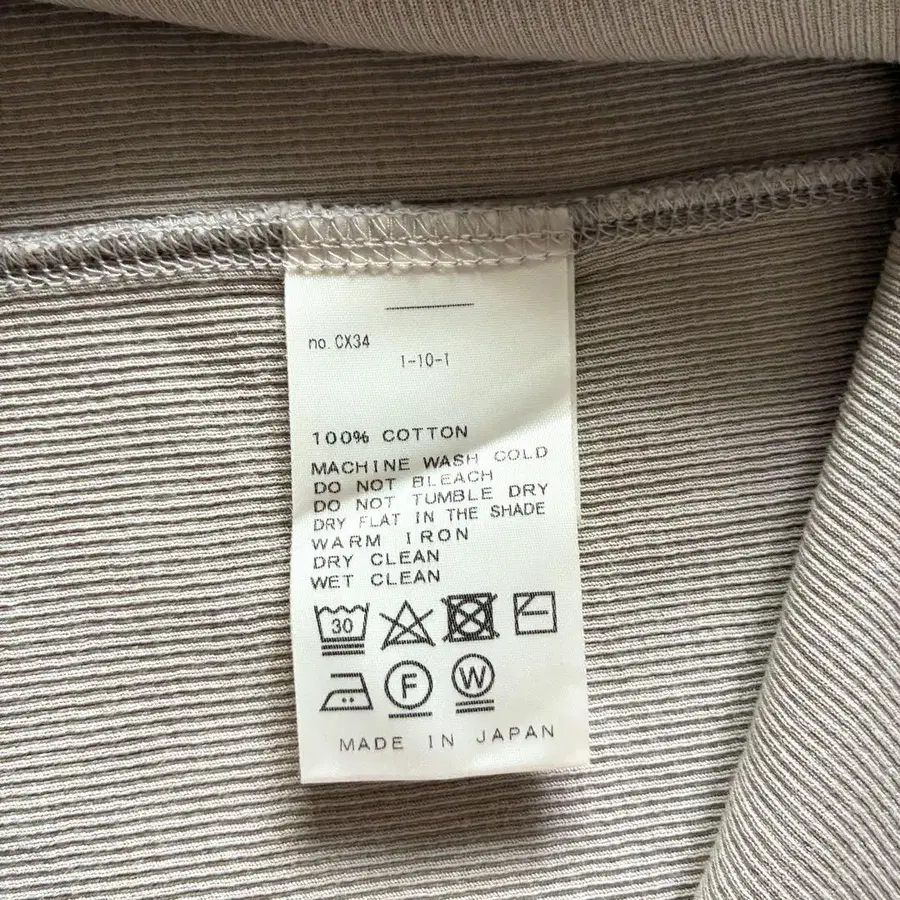 no. CX34
1-10-1
100% COTTON
MACHINE WASH COLD
DO NOT BLEACH
DO NOT TUMBLE DRY
DRY FLAT IN THE SHADE
WARM IRON
DRY CLEAN
WET CLEAN
30
F W
MADE IN JAPAN